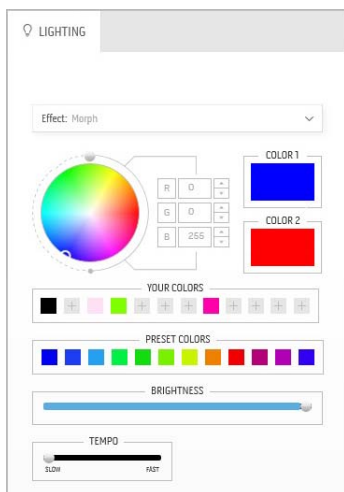 LIGHTING
Effect: Morph
COLOR 1
R 0
G 0
B 255
COLOR 2
YOUR COLORS
PRESET COLORS
BRIGHTNESS
TEMPO
SLOW FAST